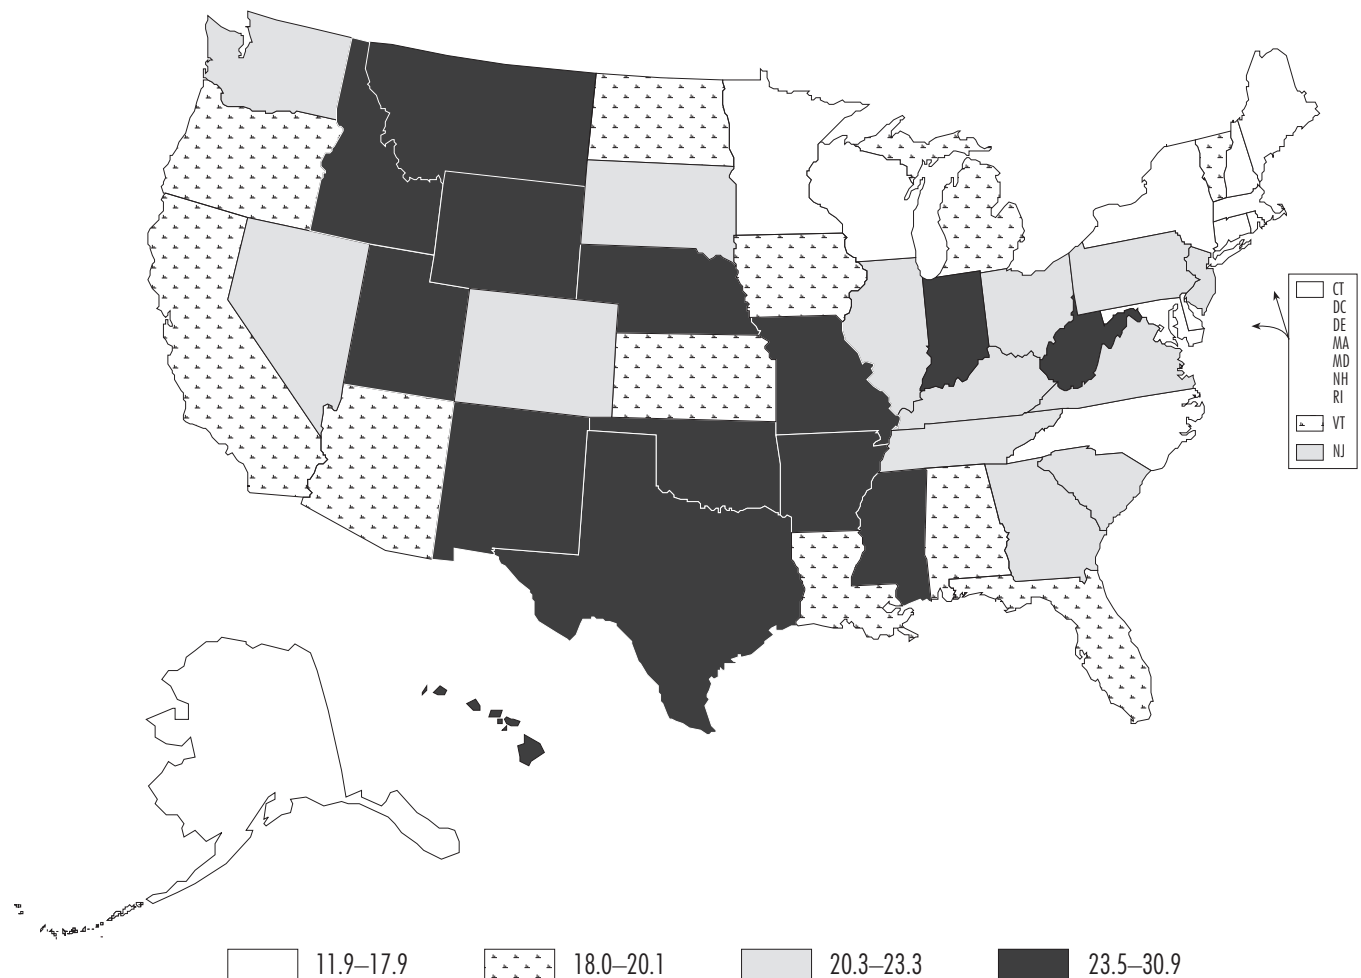 CT
DC
DE
MA
MD
NH
RI
VT
NJ
11.9–17.9
18.0–20.1
20.3–23.3
23.5–30.9